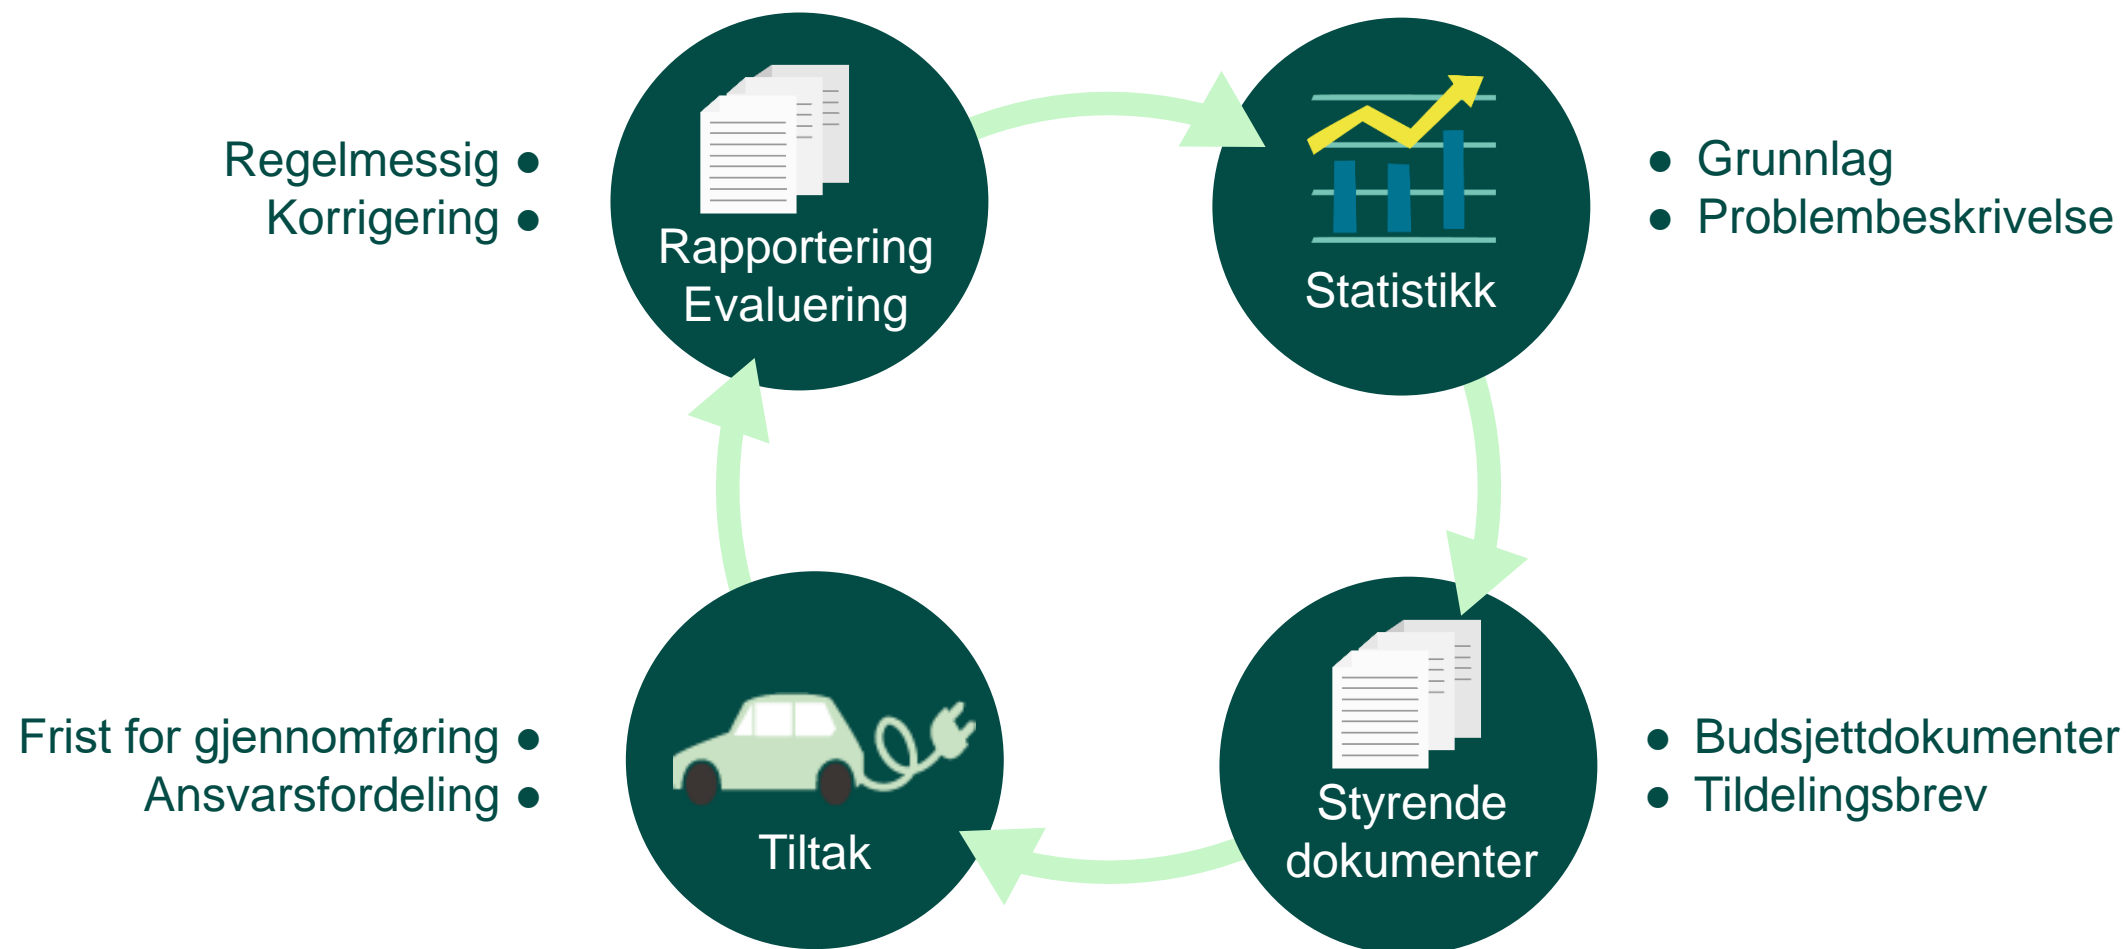 Regelmessig ●
Korrigering ●
Rapportering
Evaluering
Statistikk
● Grunnlag
● Problembeskrivelse
Frist for gjennomføring ●
Ansvarsfordeling ●
Tiltak
Styrende
dokumenter
● Budsjettdokumenter
● Tildelingsbrev